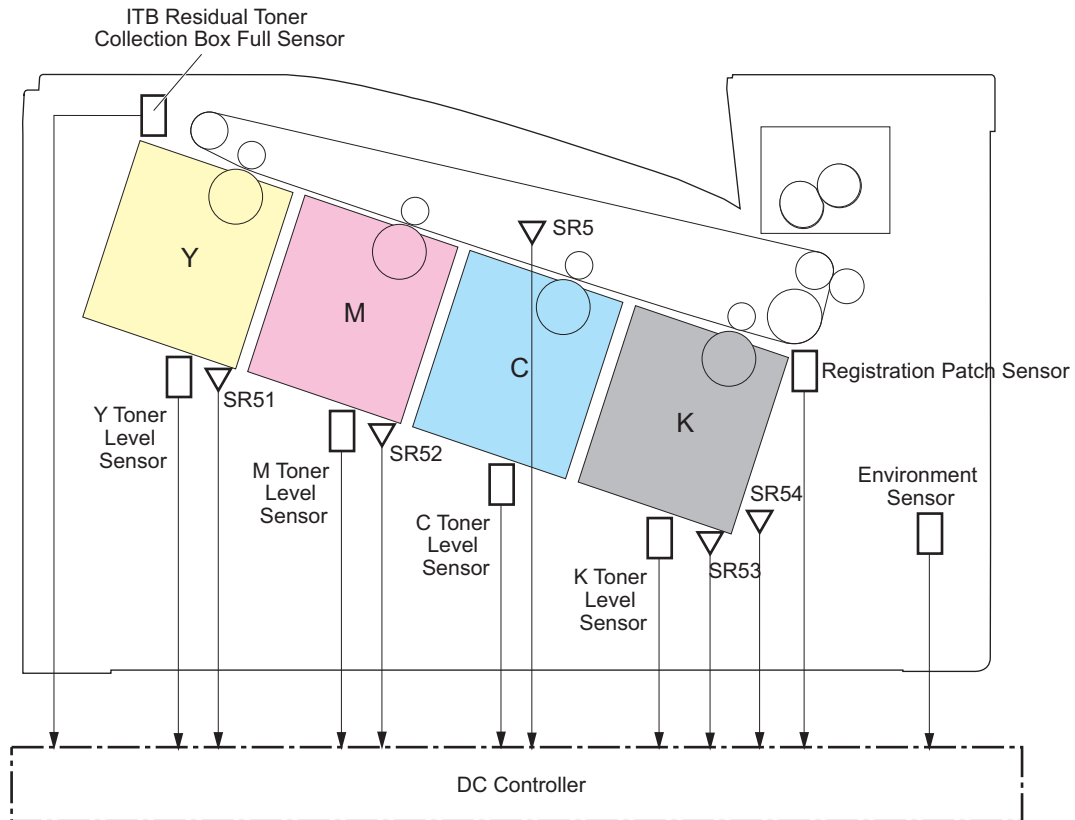 ITB Residual Toner
Collection Box Full Sensor
SR5
Y
M
C
K
Registration Patch Sensor
SR51
Y Toner
Level
Sensor
SR52
M Toner
Level
Sensor
C Toner
Level
Sensor
SR54
SR53
K Toner
Level
Sensor
Environment
Sensor
DC Controller